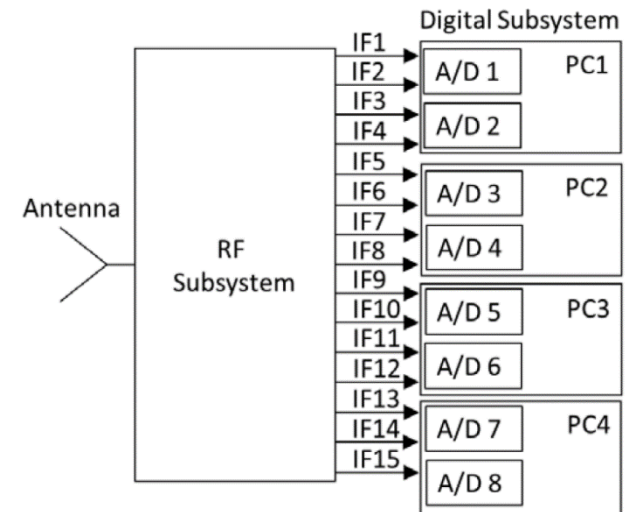 Digital Subsystem
IF1
IF2
IF3
IF4
IF5
IF6
IF7
IF8
IF9
IF10
IF11
IF12
IF13
IF14
IF15
Antenna
RF
Subsystem
A/D 1
PC1
A/D 2
A/D 3
PC2
A/D 4
A/D 5
PC3
A/D 6
A/D 7
PC4
A/D 8